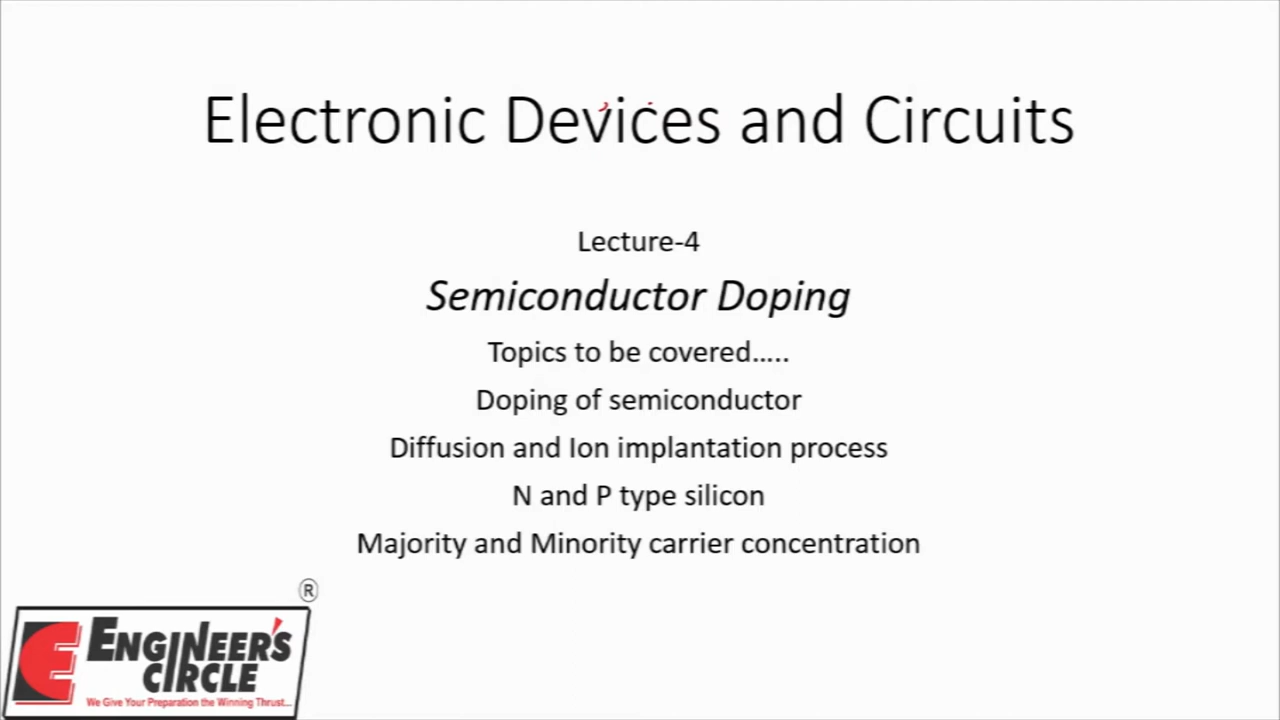 Electronic Devices and Circuits
Lecture-4
Semiconductor Doping
Topics to be covered.....
Doping of semiconductor
Diffusion and Ion implantation process
N and P type silicon
Majority and Minority carrier concentration
®
ENGINEER'S
CIRCLE
We Give Your Preparation the Winning Thrust...